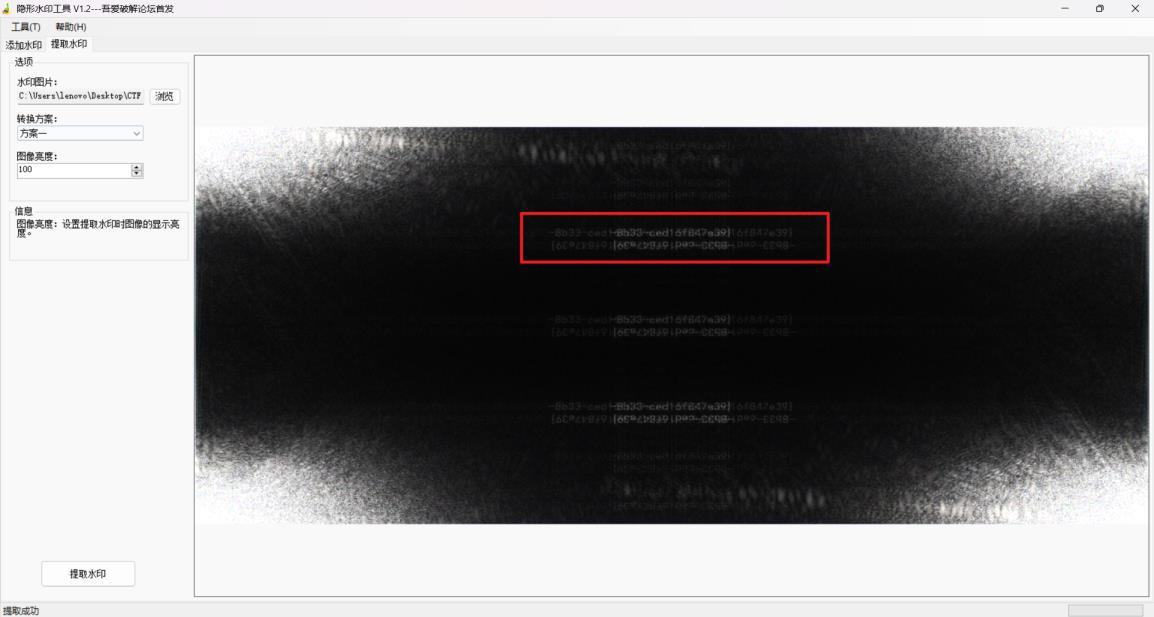 隐形水印工具 V1.2---吾爱破解论坛首发
工具(T) 帮助(H)
添加水印 提取水印
选项
水印图片:
C:\Users\lenovo\Desktop\CTF 浏览
转换方案:
方案一
图像亮度:
100
信息
图像亮度: 设置提取水印时图像的显示亮
度。
-8b33-ced16f847e39}
-8b33-ced16f847e39}
-8b33-ced16f847e39}
提取水印
提取成功